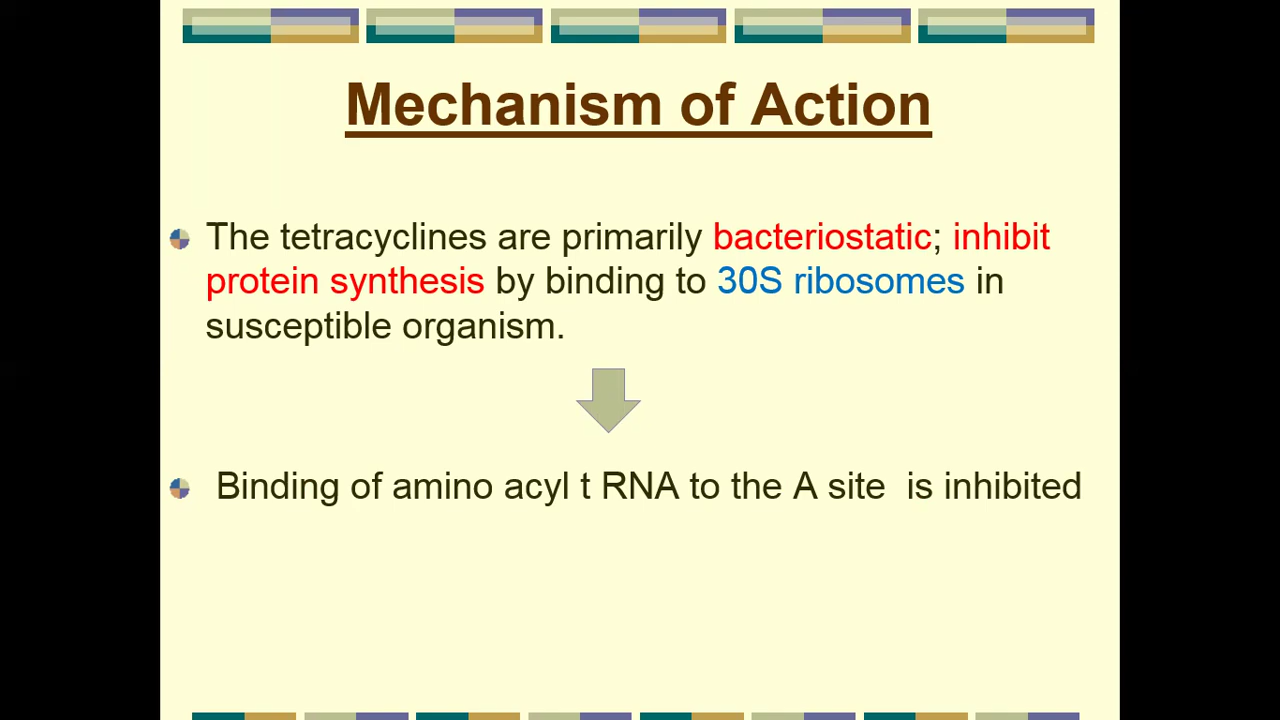 Mechanism of Action
The tetracyclines are primarily bacteriostatic; inhibit
protein synthesis by binding to 30S ribosomes in
susceptible organism.
Binding of amino acyl t RNA to the A site is inhibited